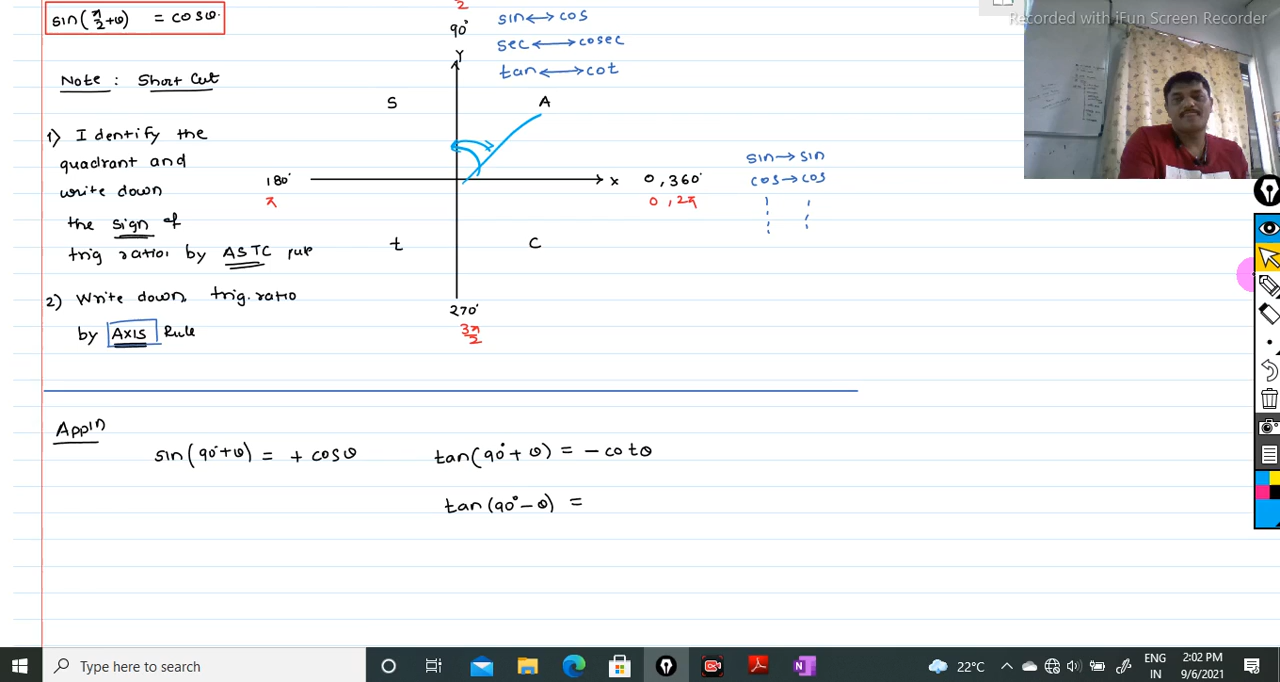 sin(π/2+θ) = cosθ.
Note : Short Cut
1) Identify the
quadrant and
write down
the sign of
trig ratio. by ASTC rule
2) Write down trig. ratio
by AXIS Rule
2
90°
Y
sin⟷cos
sec⟷cosec
tan⟷cot
S
A
180°
π
X
0, 360°
0, 2π
t
C
270°
3π/2
sin→sin
cos→cos
Appln
sin(90°+θ) = + cosθ
tan(90°+θ) = - cotθ
tan(90°-θ) =
Recorded with iFun Screen Recorder
Type here to search
22°C
ENG
IN
2:02 PM
9/6/2021